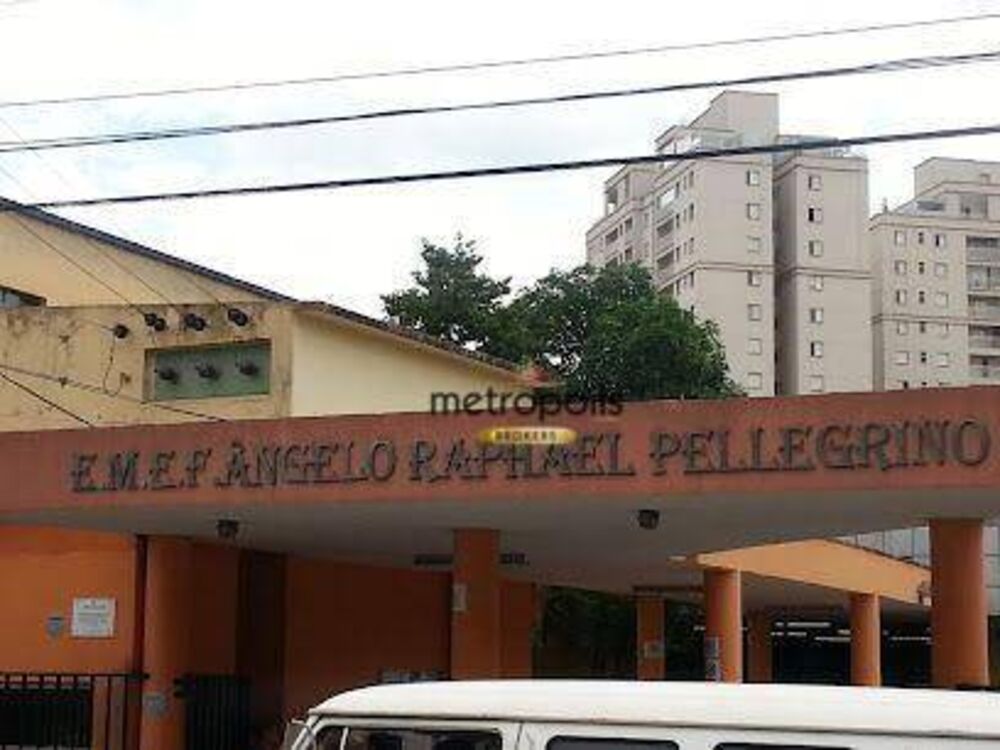 metropolis
BROKERS
E.M.E.F. ÂNGELO RAPHAEL PELLEGRINO